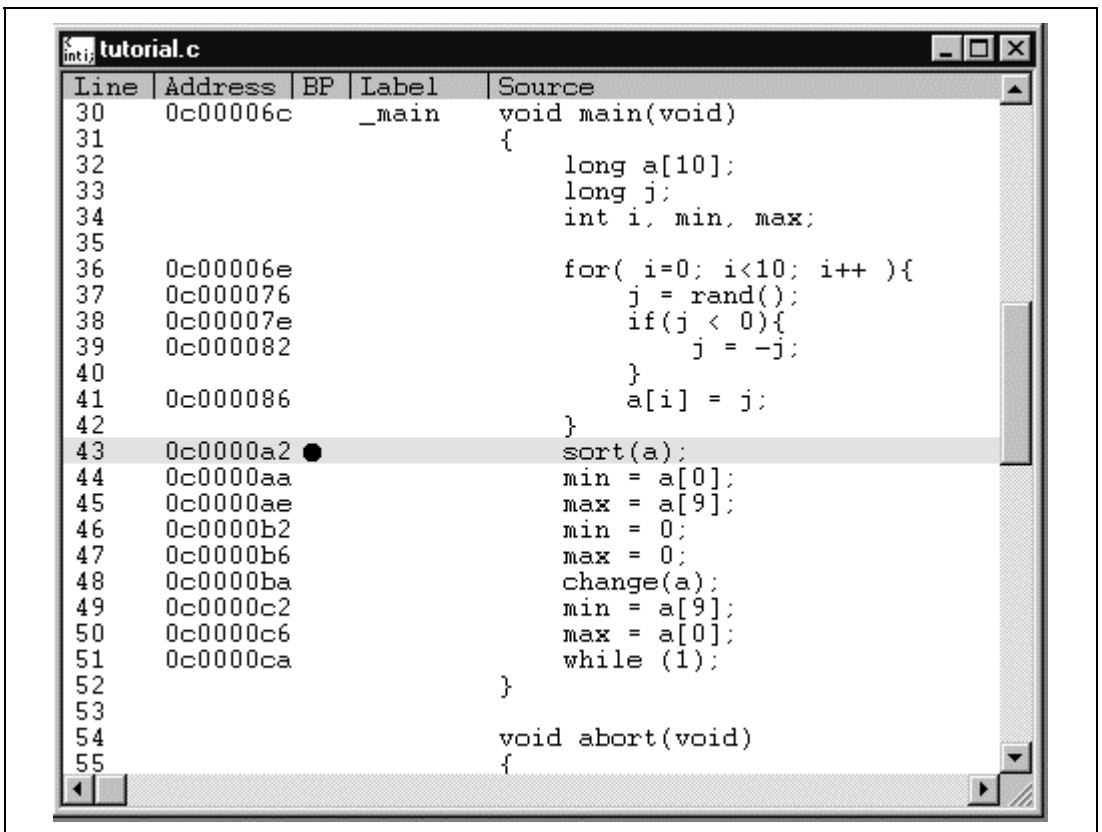 tutorial.c
Line | Address | BP | Label | Source
30 0c00006c _main void main(void)
31 {
32 long a[10];
33 long j;
34 int i, min, max;
35
36 0c00006e for( i=0; i<10; i++ ){
37 0c000076 j = rand();
38 0c00007e if(j < 0){
39 0c000082 j = -j;
40 }
41 0c000086 a[i] = j;
42 }
43 0c0000a2 ● sort(a);
44 0c0000aa min = a[0];
45 0c0000ae max = a[9];
46 0c0000b2 min = 0;
47 0c0000b6 max = 0;
48 0c0000ba change(a);
49 0c0000c2 min = a[9];
50 0c0000c6 max = a[0];
51 0c0000ca while (1);
52 }
53
54 void abort(void)
55 {